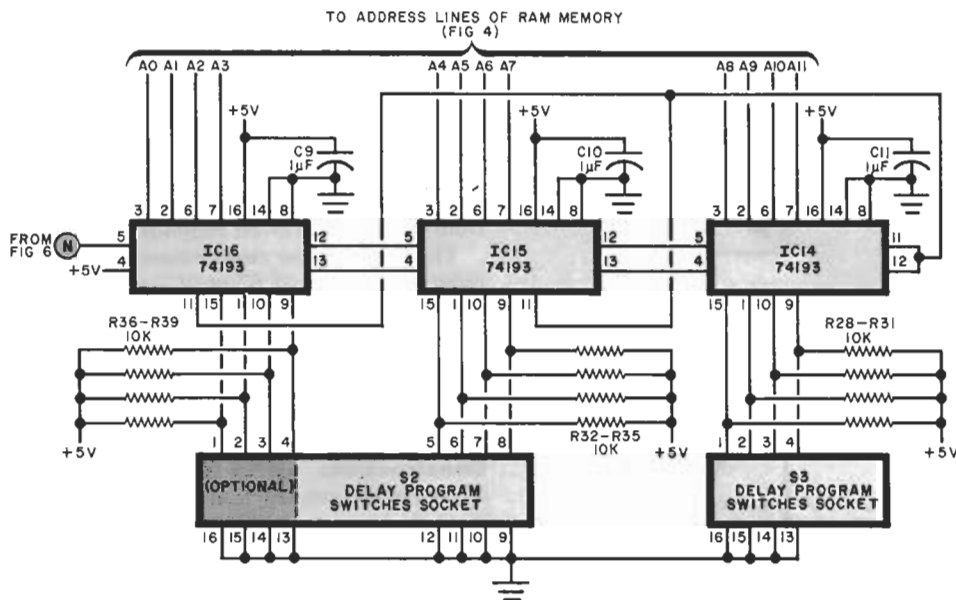 TO ADDRESS LINES OF RAM MEMORY
(FIG 4)
A0 A1 A2 A3 A4 A5 A6 A7 A8 A9 A10 A11
+5V +5V +5V
C9 1µF C10 1µF C11 1µF
3 2 6 7 16 14 8 3 2 6 7 16 14 8 3 2 6 7 16 14 8
FROM FIG 6 N
5 IC16 74193 12 5 IC15 74193 12 5 IC14 74193 11
+5V 4 13 4 13 4 12
11 15 1 10 9 15 1 10 9 11 15 1 10 9
R36-R39
10K
R28-R31
10K
R32-R35
10K
+5V +5V +5V
1 2 3 4 5 6 7 8 1 2 3 4
(OPTIONAL)
S2
DELAY PROGRAM
SWITCHES SOCKET
S3
DELAY PROGRAM
SWITCHES SOCKET
16 15 14 13 12 11 10 9 16 15 14 13